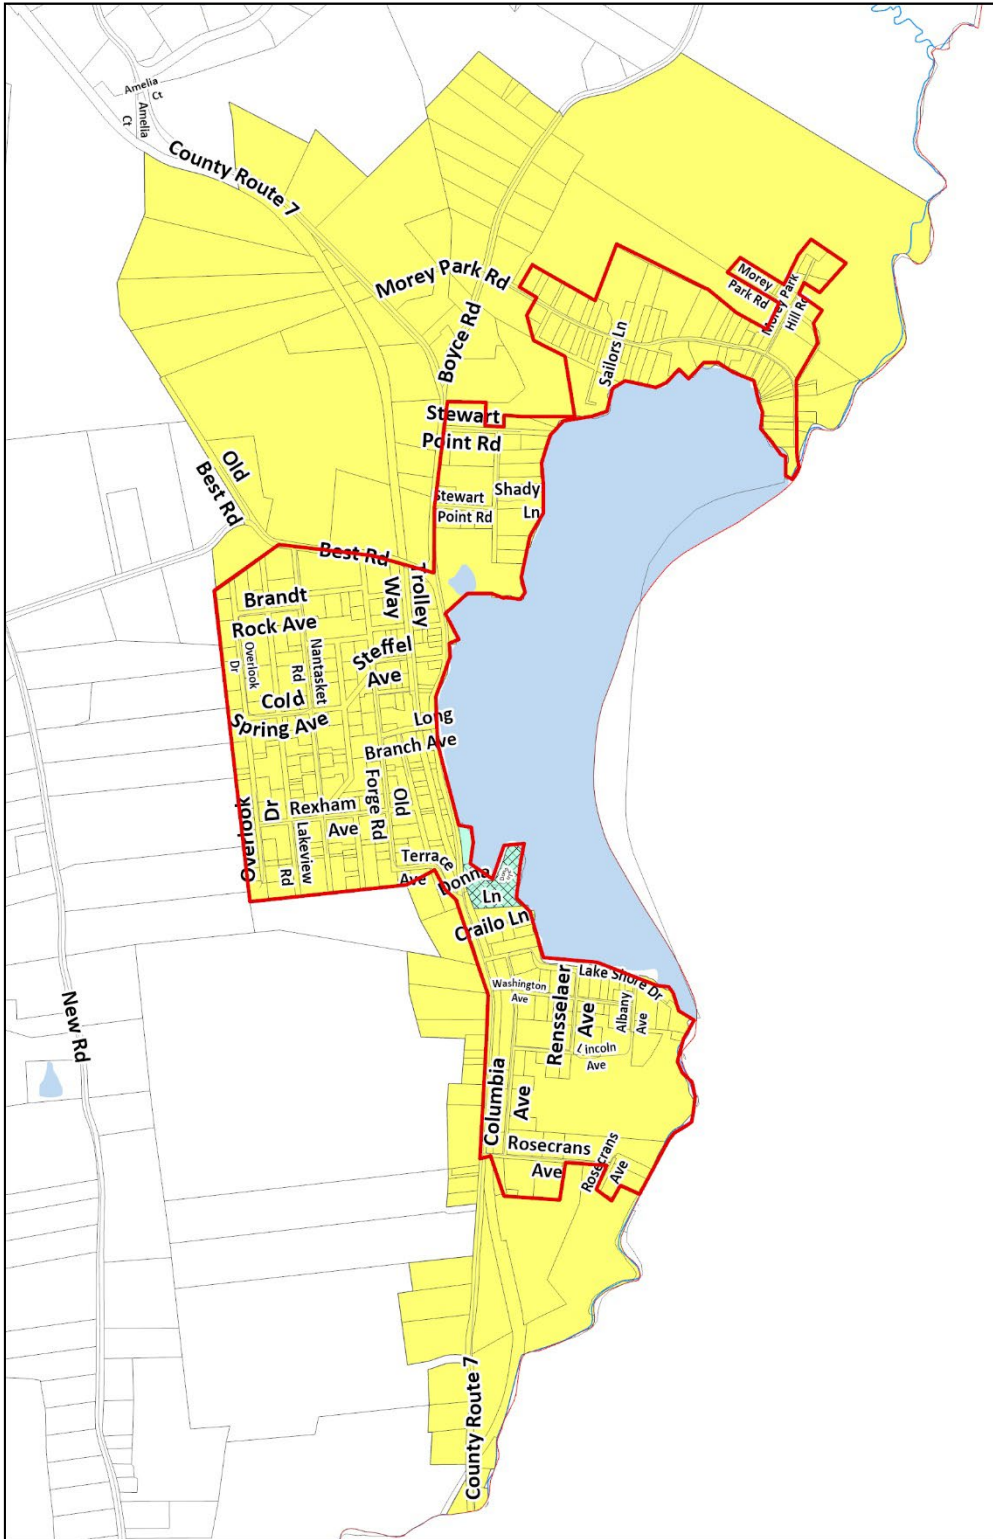 Amelia
Ct
Amelia
Ct
County Route 7
Morey Park Rd
Boyce Rd
Morey
Park Rd
Morey Park
Hill Rd
Sailors Ln
Stewart
Point Rd
Stewart
Point Rd
Shady
Ln
Old
Best Rd
Best Rd
Trolley
Way
Brandt
Rock Ave
Overlook
Dr
Nantasket
Rd
Steffel
Ave
Cold
Spring Ave
Long
Branch Ave
Old
Forge Rd
Rexham
Ave
Lakeview
Rd
Overlook
Dr
Terrace
Ave
Donna
Ln
Crailo Ln
Lake Shore Dr
Washington
Ave
Rensselaer
Ave
Albany
Ave
Lincoln
Ave
New Rd
Columbia
Ave
Rosecrans
Ave
Rosecrans
Ave
County Route 7